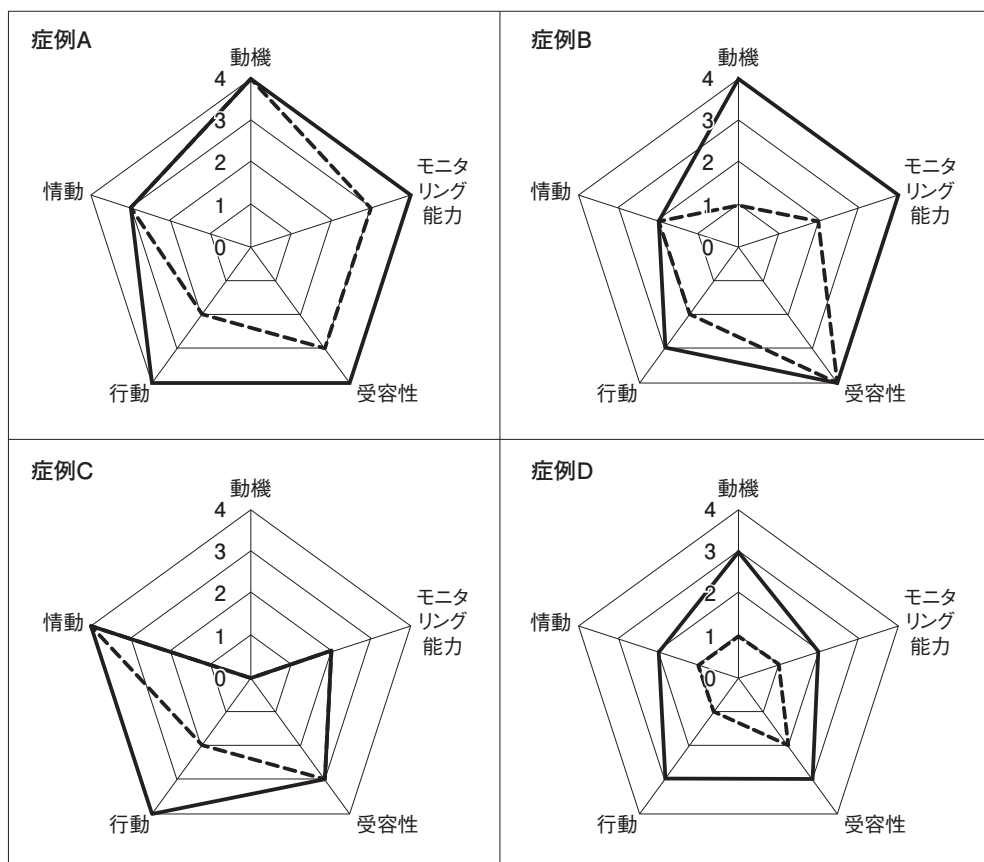 症例A
動機
4
3
2
1
0
モニタ
リング
能力
情動
行動
受容性
症例B
動機
4
3
2
1
0
モニタ
リング
能力
情動
行動
受容性
症例C
動機
4
3
2
1
0
モニタ
リング
能力
情動
行動
受容性
症例D
動機
4
3
2
1
0
モニタ
リング
能力
情動
行動
受容性